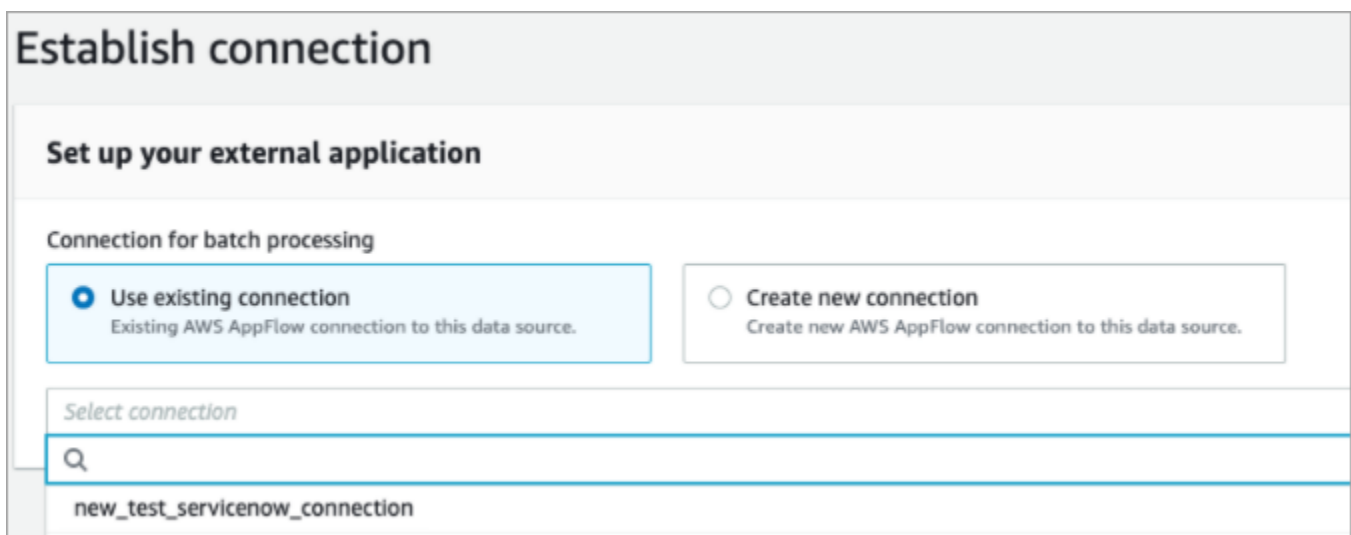 Establish connection
Set up your external application
Connection for batch processing
Use existing connection
Existing AWS AppFlow connection to this data source.
Create new connection
Create new AWS AppFlow connection to this data source.
Select connection
new_test_servicenow_connection